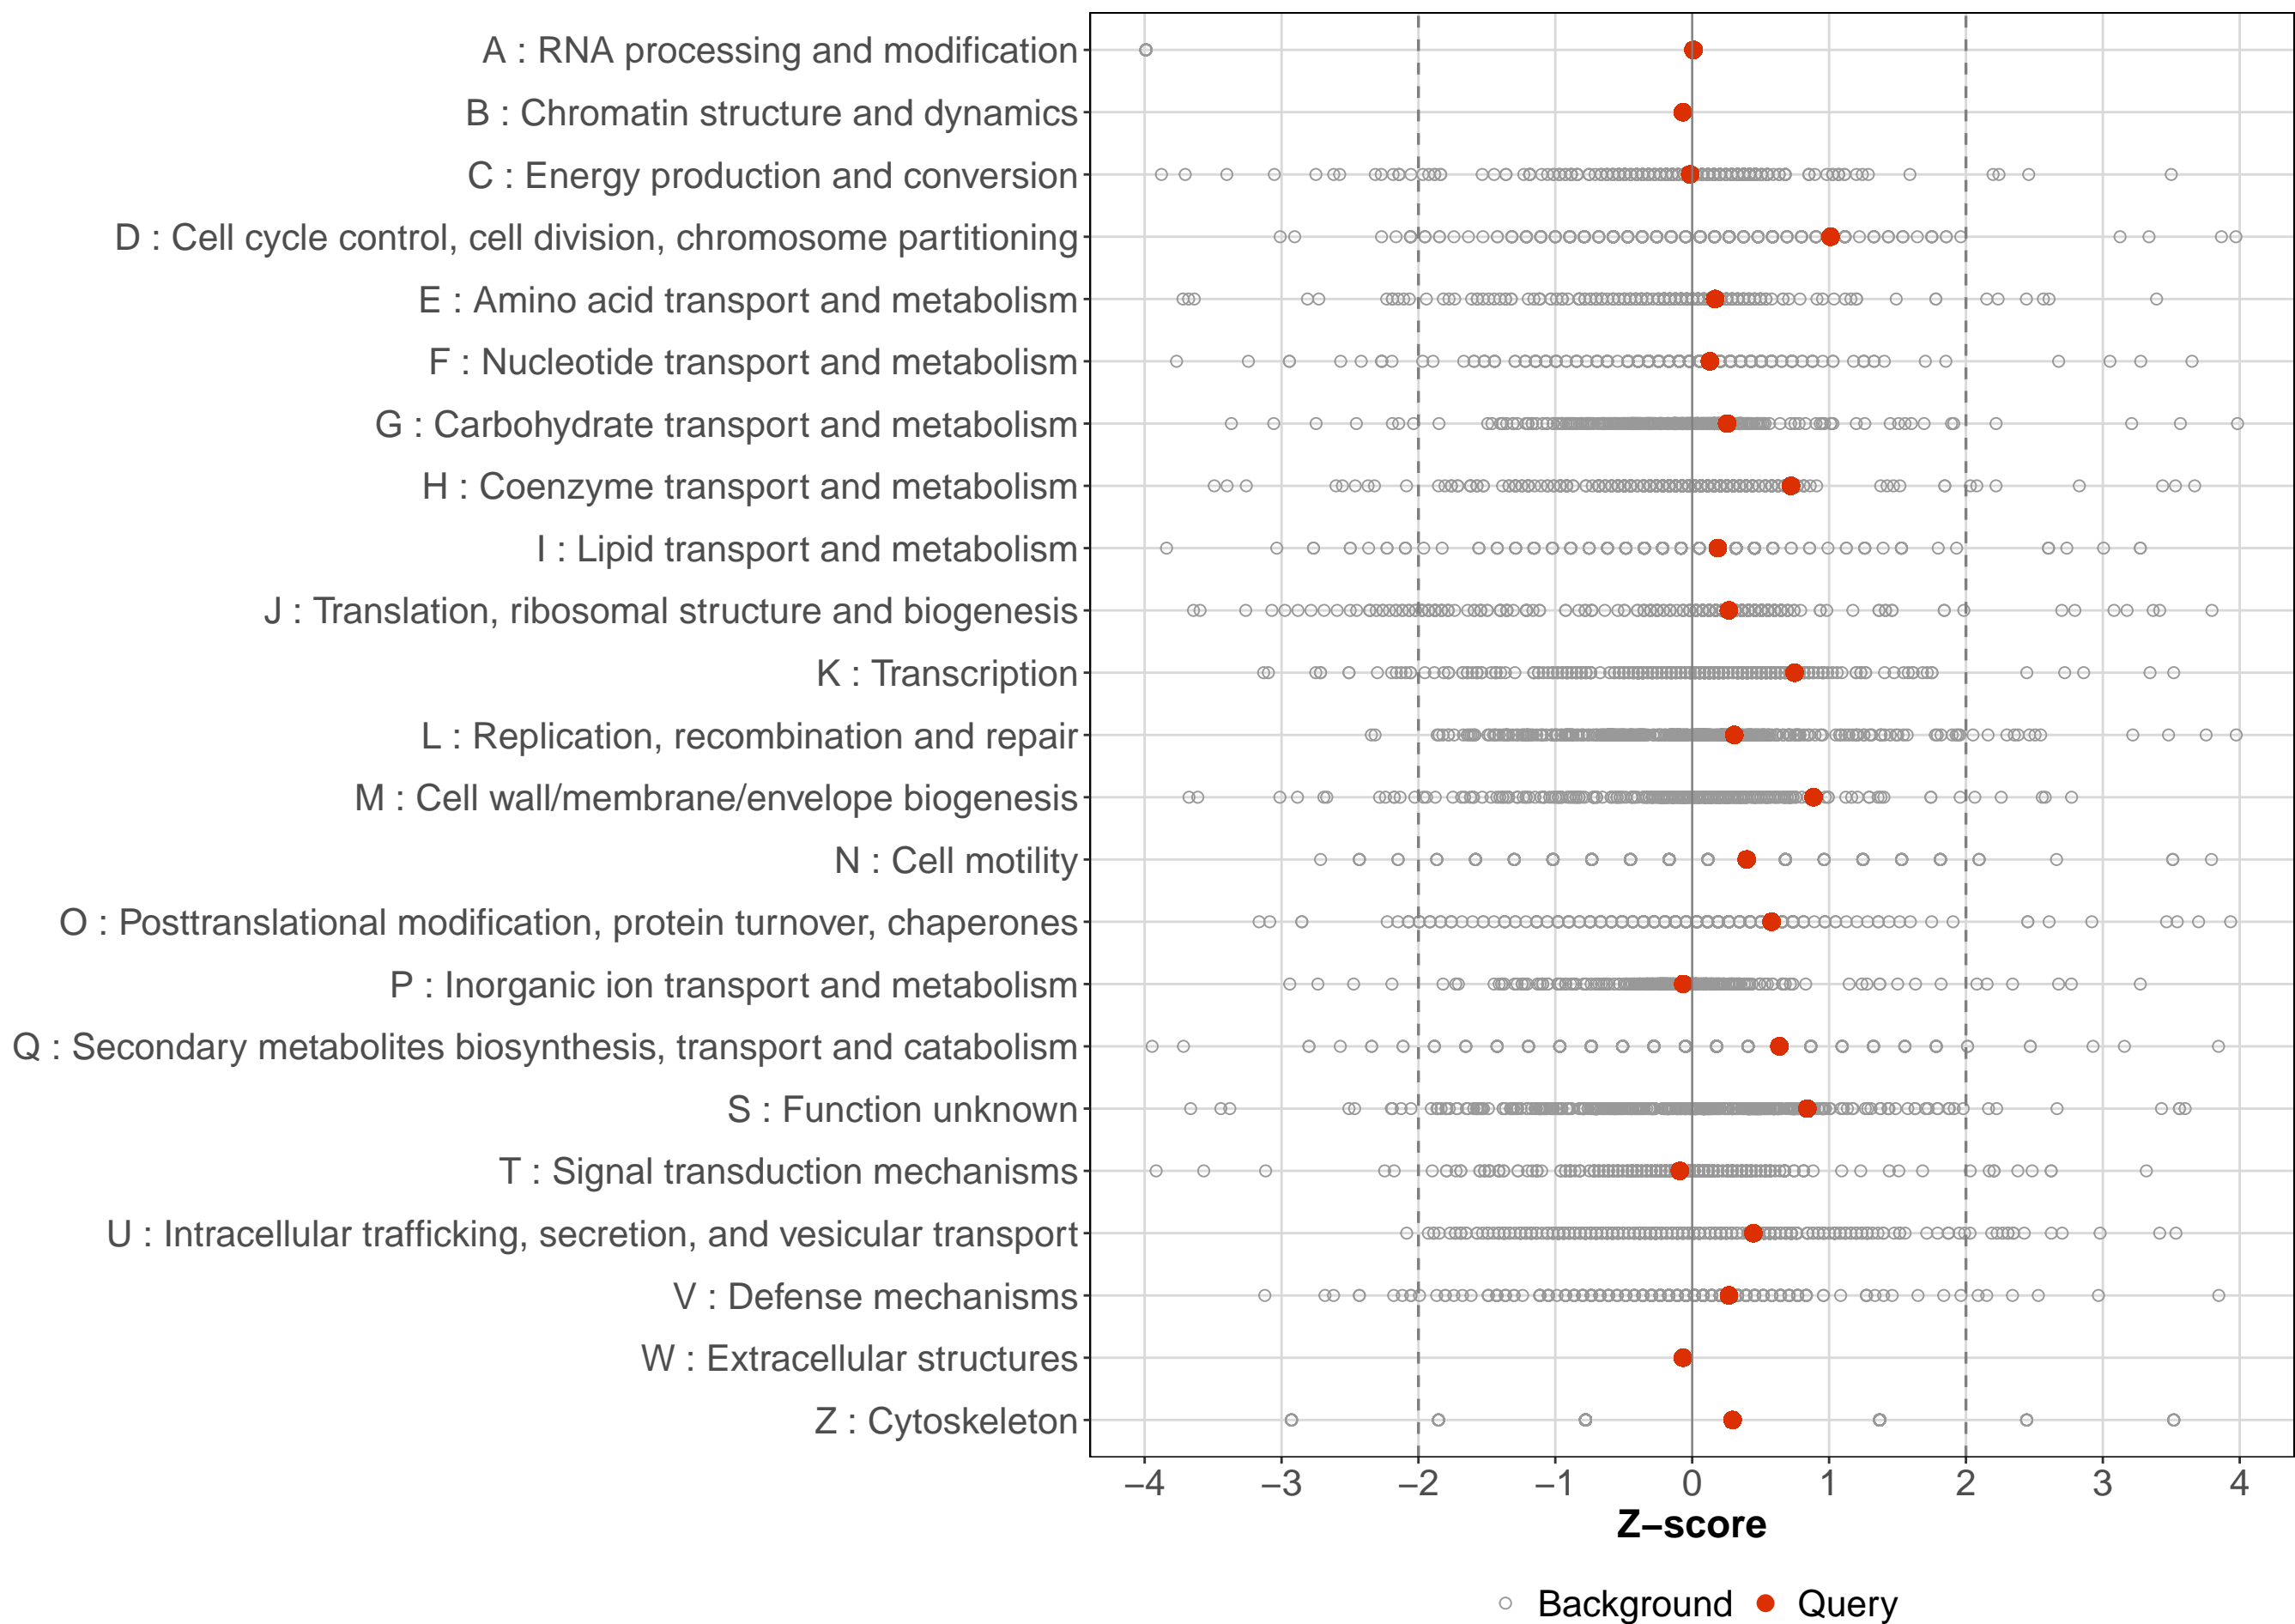 A : RNA processing and modification
B : Chromatin structure and dynamics
C : Energy production and conversion
D : Cell cycle control, cell division, chromosome partitioning
E : Amino acid transport and metabolism
F : Nucleotide transport and metabolism
G : Carbohydrate transport and metabolism
H : Coenzyme transport and metabolism
I : Lipid transport and metabolism
J : Translation, ribosomal structure and biogenesis
K : Transcription
L : Replication, recombination and repair
M : Cell wall/membrane/envelope biogenesis
N : Cell motility
O : Posttranslational modification, protein turnover, chaperones
P : Inorganic ion transport and metabolism
Q : Secondary metabolites biosynthesis, transport and catabolism
S : Function unknown
T : Signal transduction mechanisms
U : Intracellular trafficking, secretion, and vesicular transport
V : Defense mechanisms
W : Extracellular structures
Z : Cytoskeleton
−4 −3 −2 −1 0 1 2 3 4
Z−score
Background Query